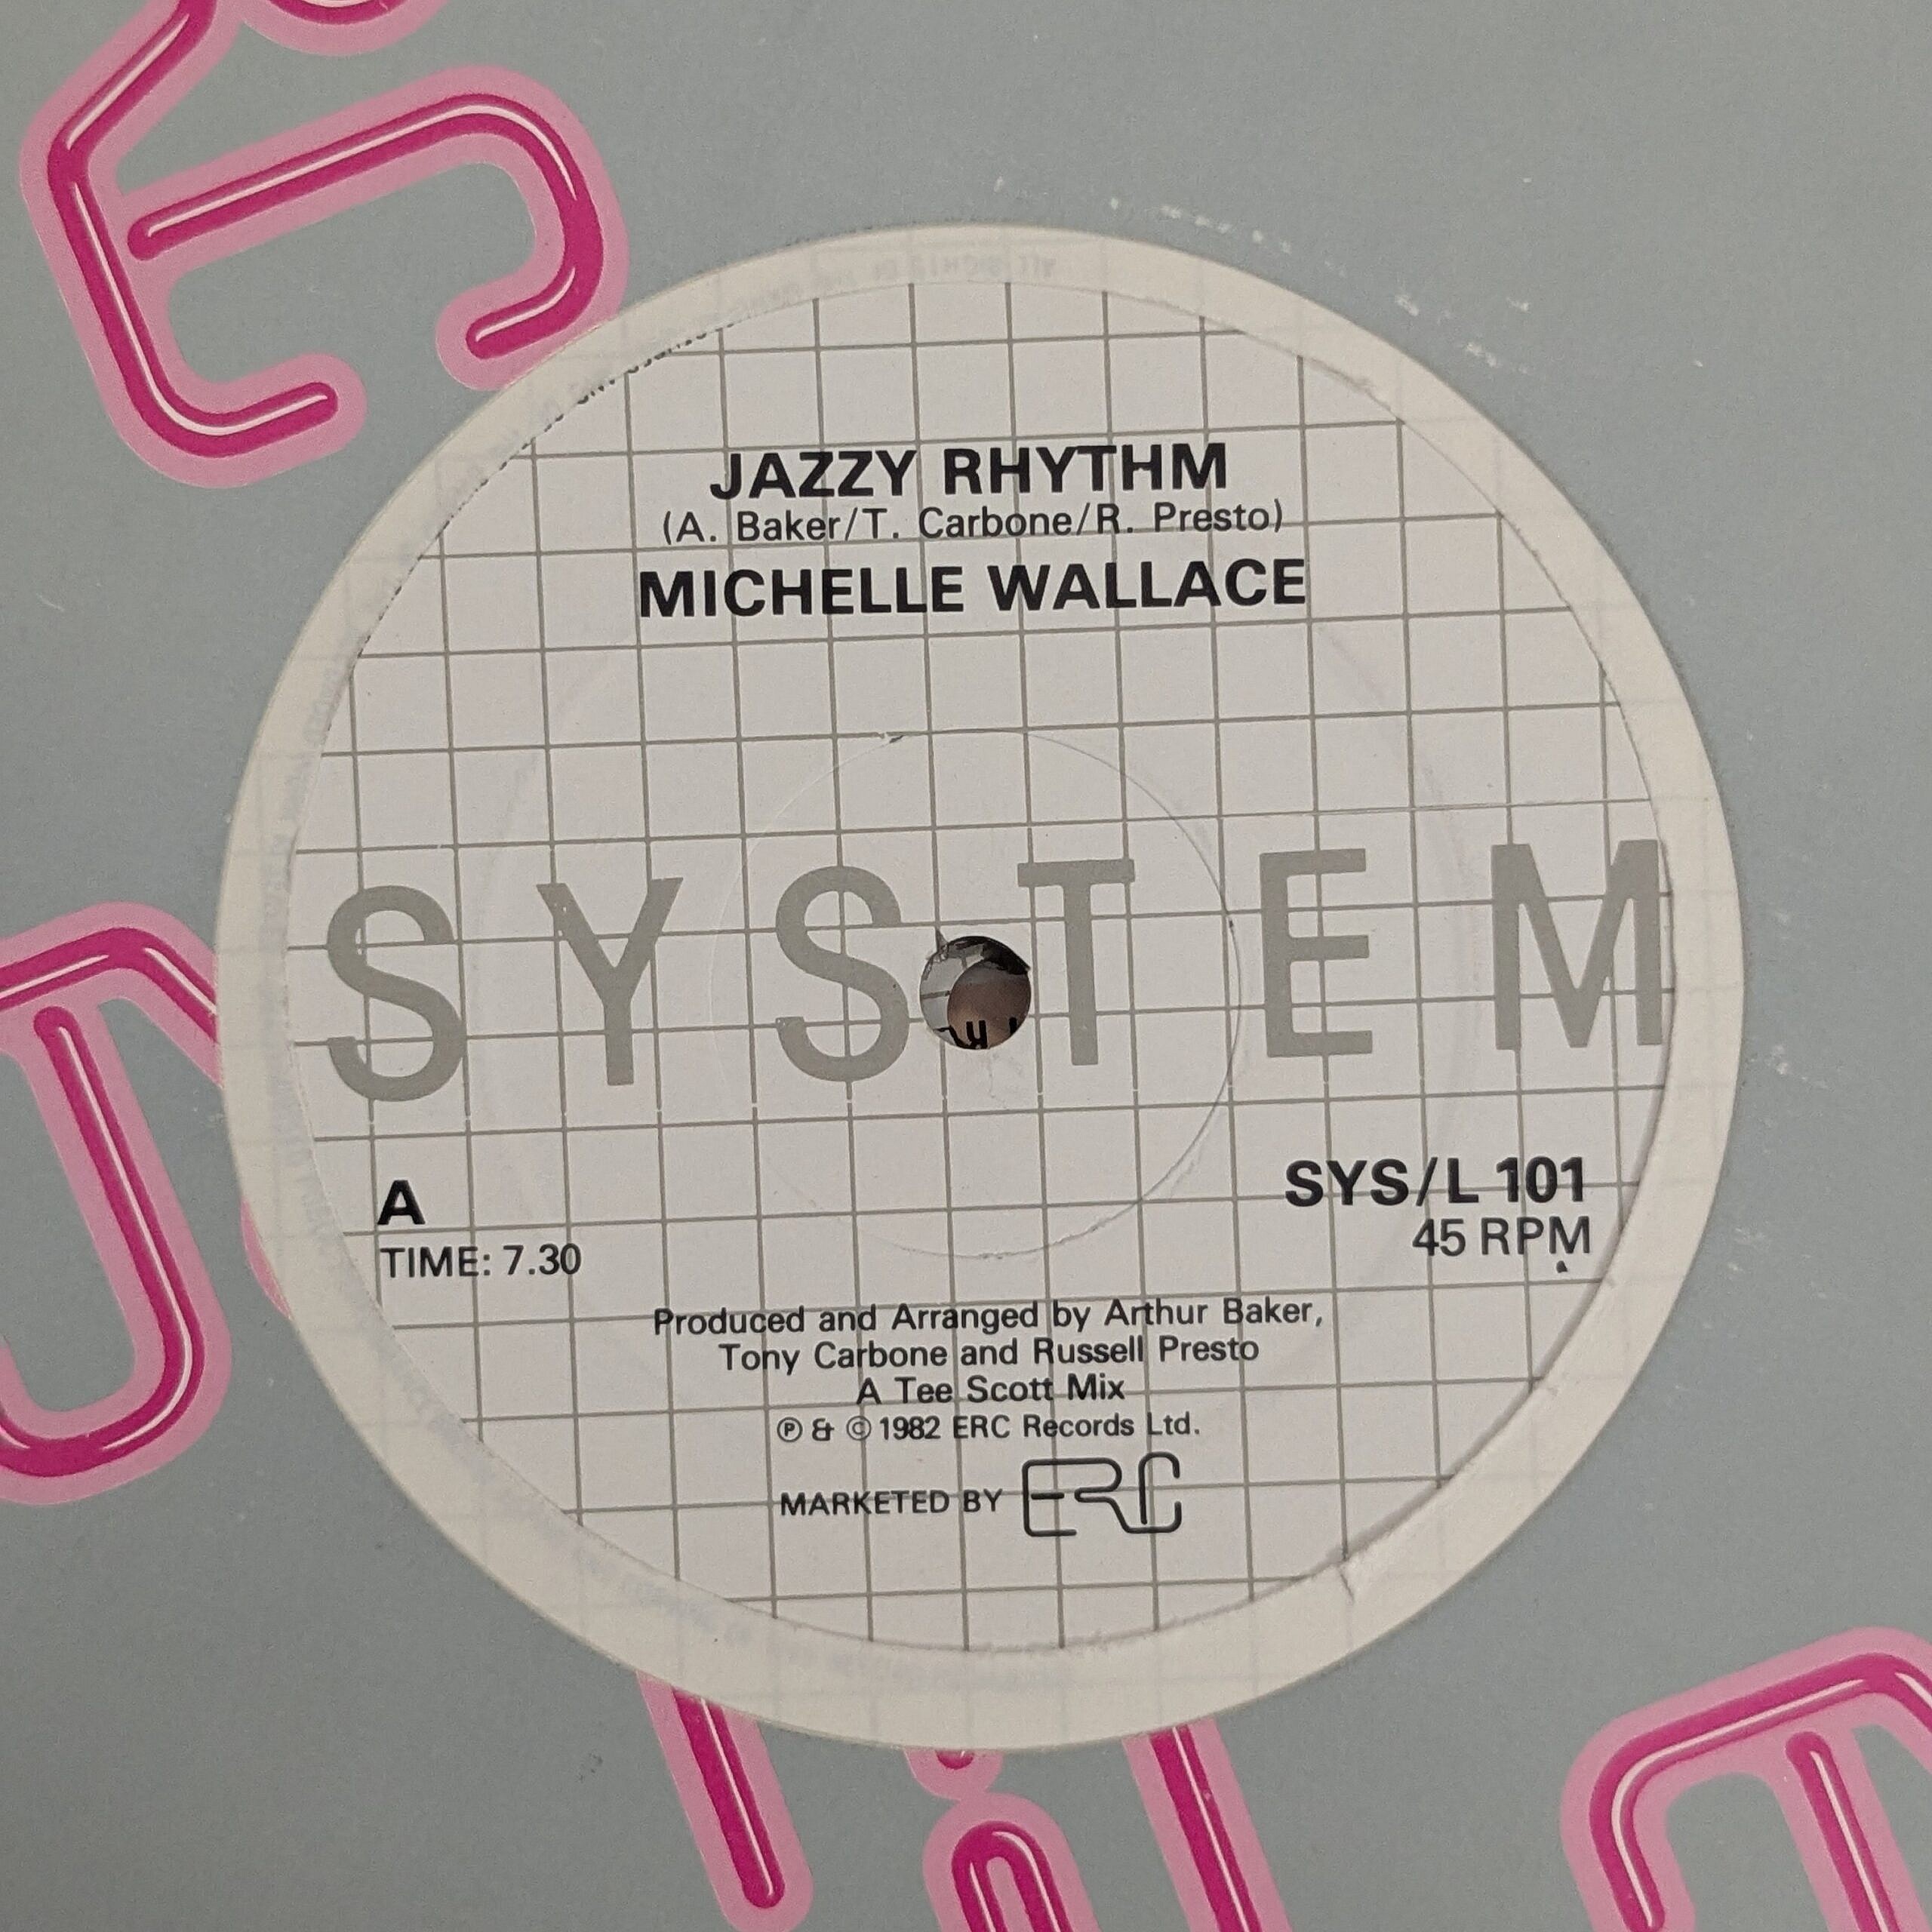 JAZZY RHYTHM
(A. Baker/T. Carbone/R. Presto)
MICHELLE WALLACE
SYSTEM
A
TIME: 7.30
SYS/L 101
45 RPM
Produced and Arranged by Arthur Baker,
Tony Carbone and Russell Presto
A Tee Scott Mix
℗ & © 1982 ERC Records Ltd.
MARKETED BY ERC